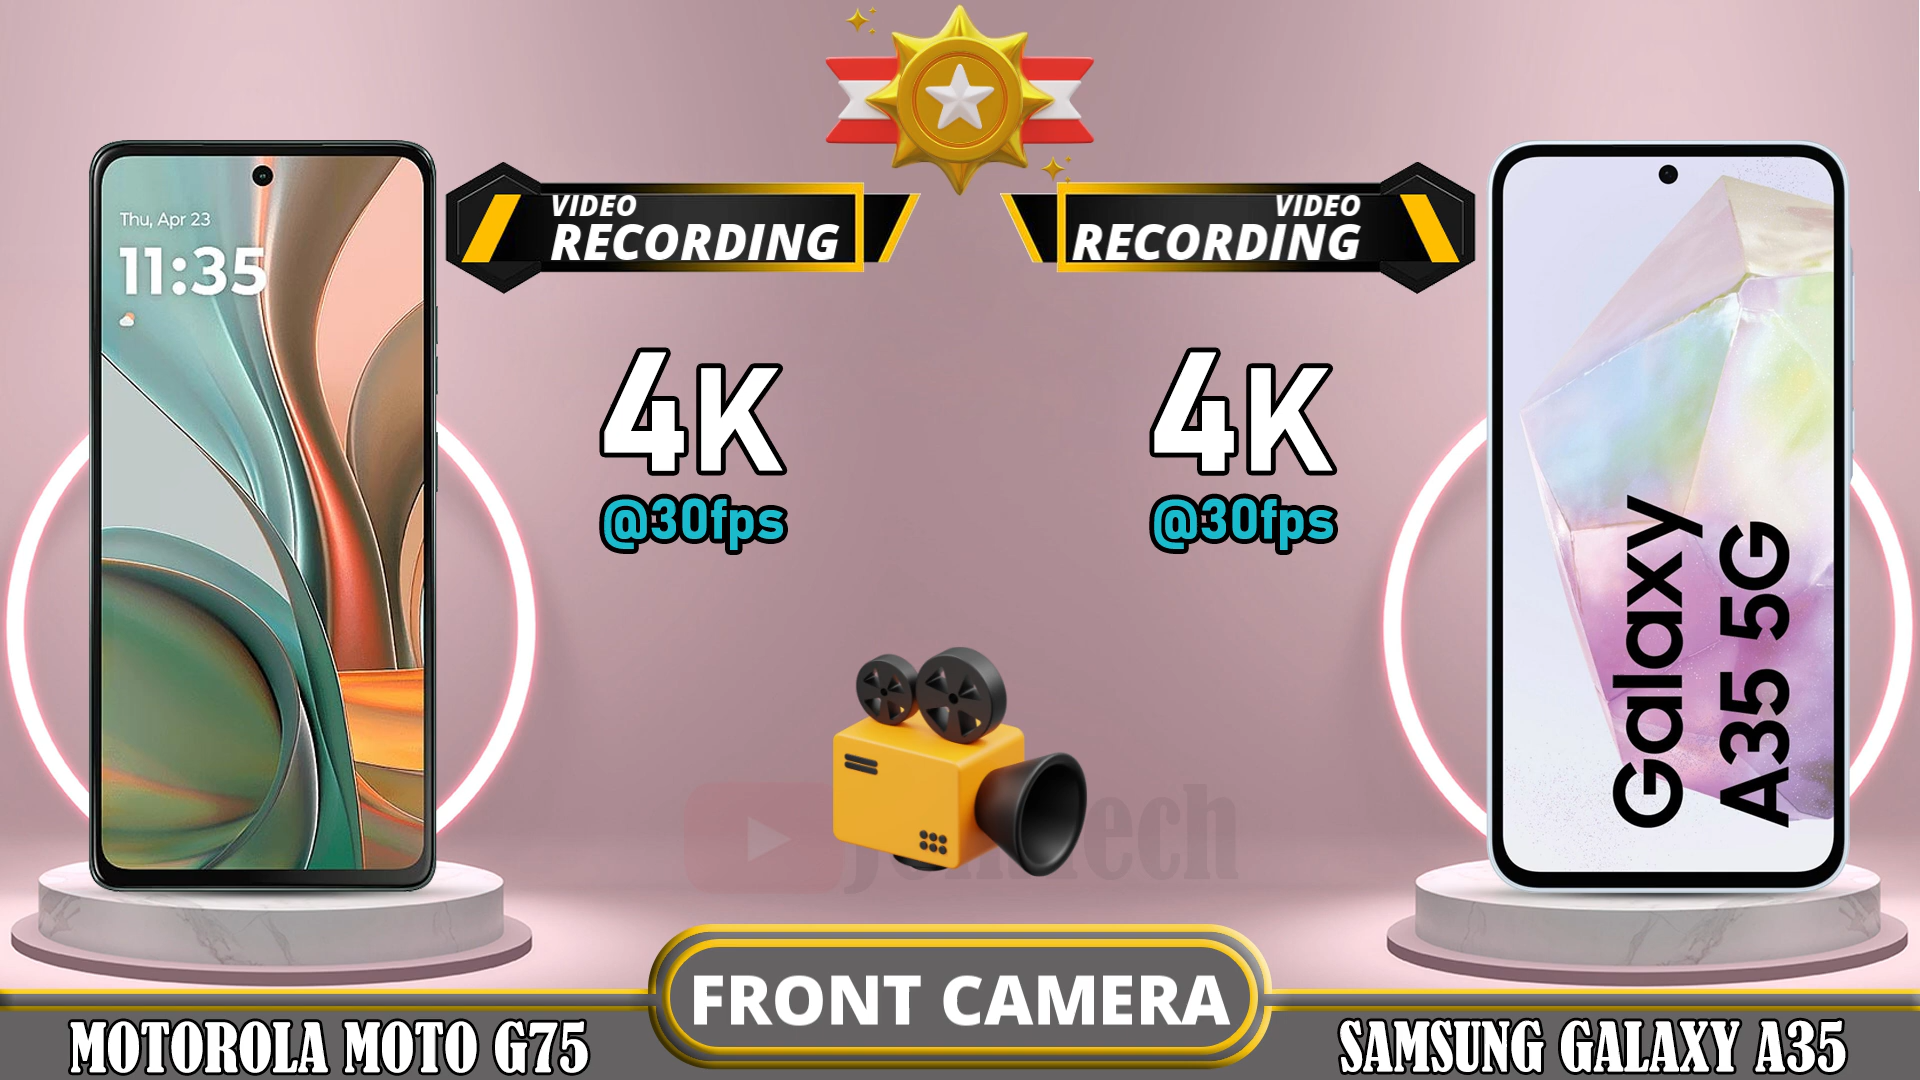 Thu, Apr 23
11:35
VIDEO
RECORDING
VIDEO
RECORDING
4K
@30fps
4K
@30fps
Galaxy
A35 5G
FRONT CAMERA
MOTOROLA MOTO G75
SAMSUNG GALAXY A35